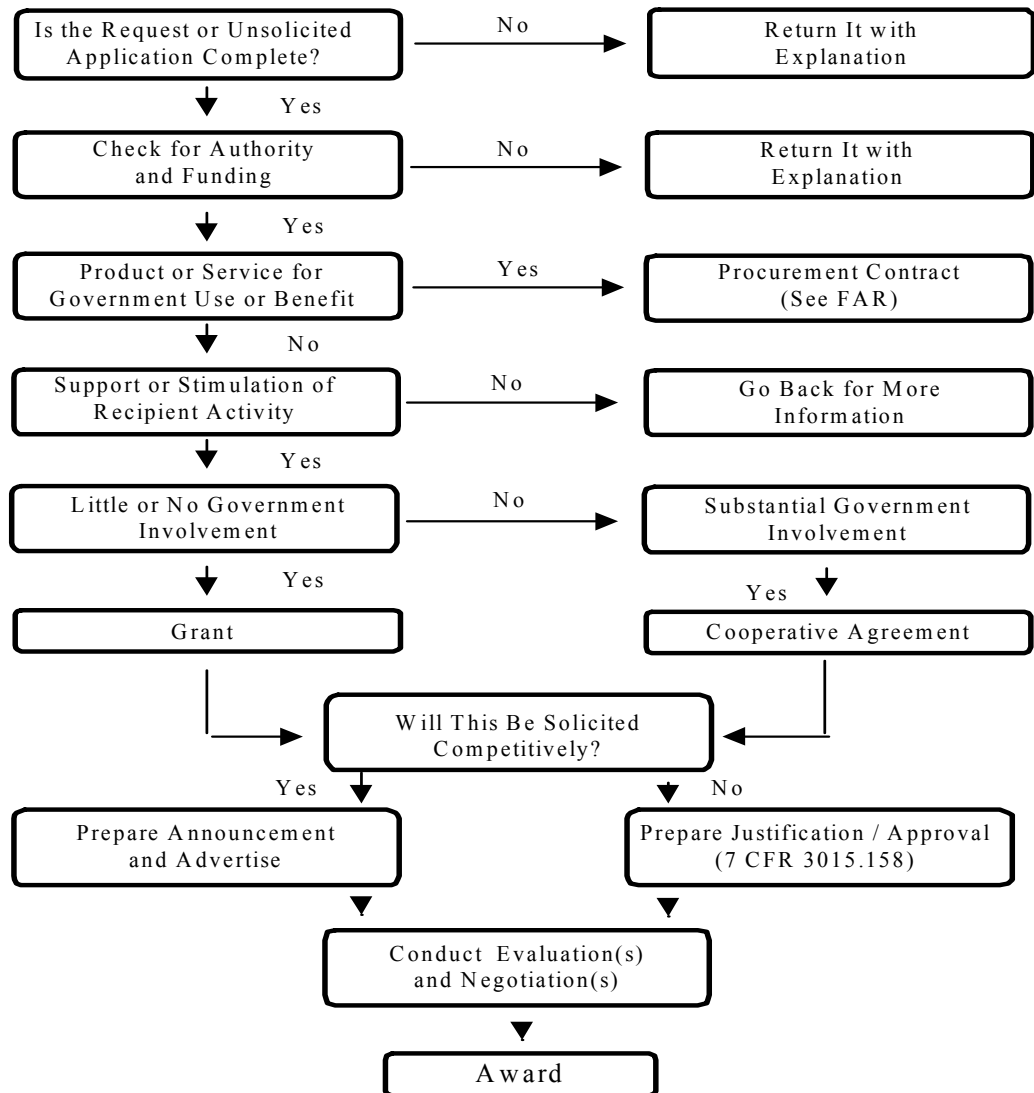 Is the Request or Unsolicited
Application Complete?
No
Return It with
Explanation
Yes
Check for Authority
and Funding
No
Return It with
Explanation
Yes
Product or Service for
Government Use or Benefit
Yes
Procurement Contract
(See FAR)
No
Support or Stimulation of
Recipient Activity
No
Go Back for More
Information
Yes
Little or No Government
Involvement
No
Substantial Government
Involvement
Yes
Yes
Grant
Cooperative Agreement
Will This Be Solicited
Competitively?
Yes
No
Prepare Announcement
and Advertise
Prepare Justification / Approval
(7 CFR 3015.158)
Conduct Evaluation(s)
and Negotiation(s)
Award